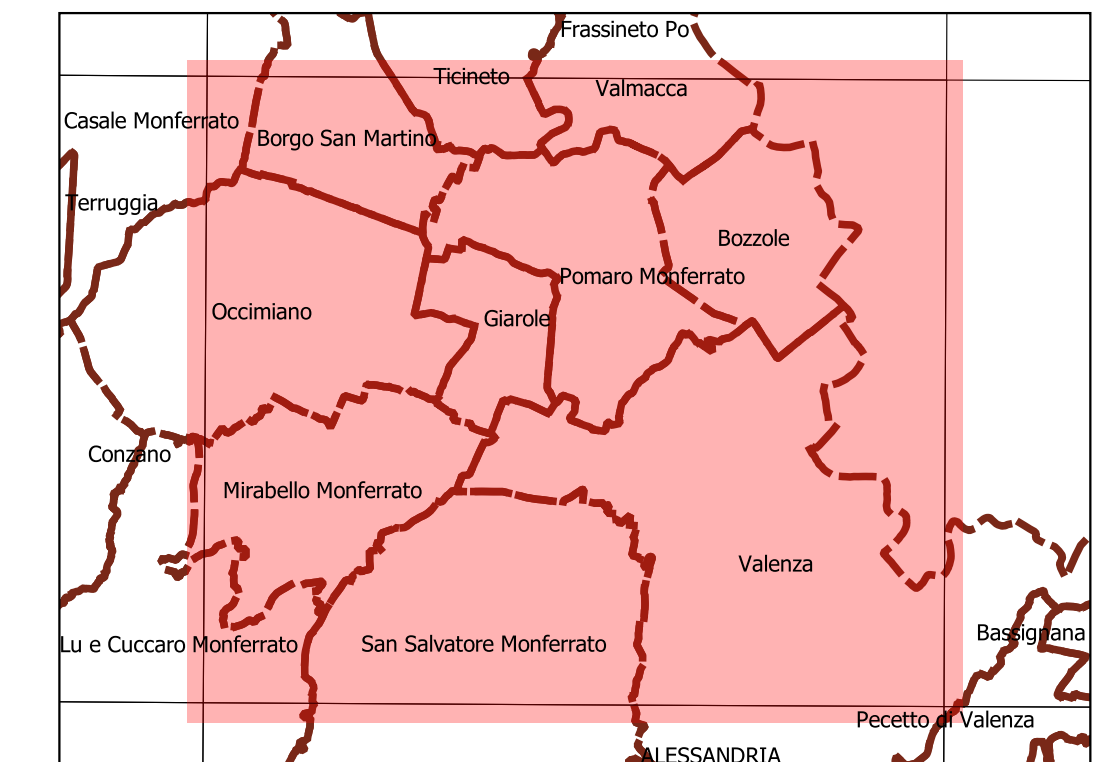 Frassineto Po
Ticineto
Valmacca
Casale Monferrato
Borgo San Martino
Terruggia
Bozzole
Pomaro Monferrato
Occimiano
Giarole
Conzano
Mirabello Monferrato
Valenza
Bassignana
Lu e Cuccaro Monferrato
San Salvatore Monferrato
Pecetto di Valenza
ALESSANDRIA